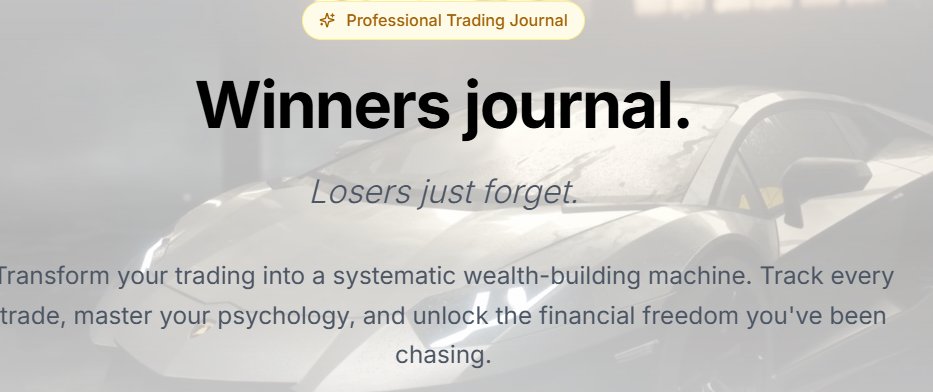 Professional Trading Journal
Winners journal.
Losers just forget.
Transform your trading into a systematic wealth-building machine. Track every
trade, master your psychology, and unlock the financial freedom you've been
chasing.